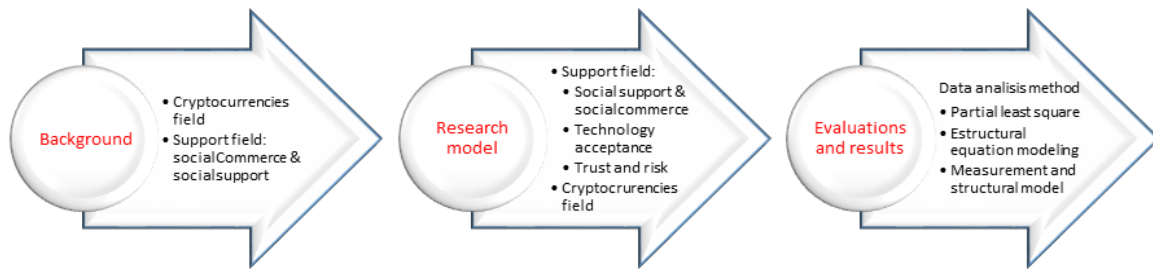 Background
• Cryptocurrencies
field
• Support field:
socialCommerce &
socialsupport
Research
model
• Support field:
• Social support &
socialcommerce
• Technology
acceptance
• Trust and risk
• Cryptocrurencies
field
Evaluations
and results
Data analisis method
• Partial least square
• Estructural
equation modeling
• Measurement and
structural model